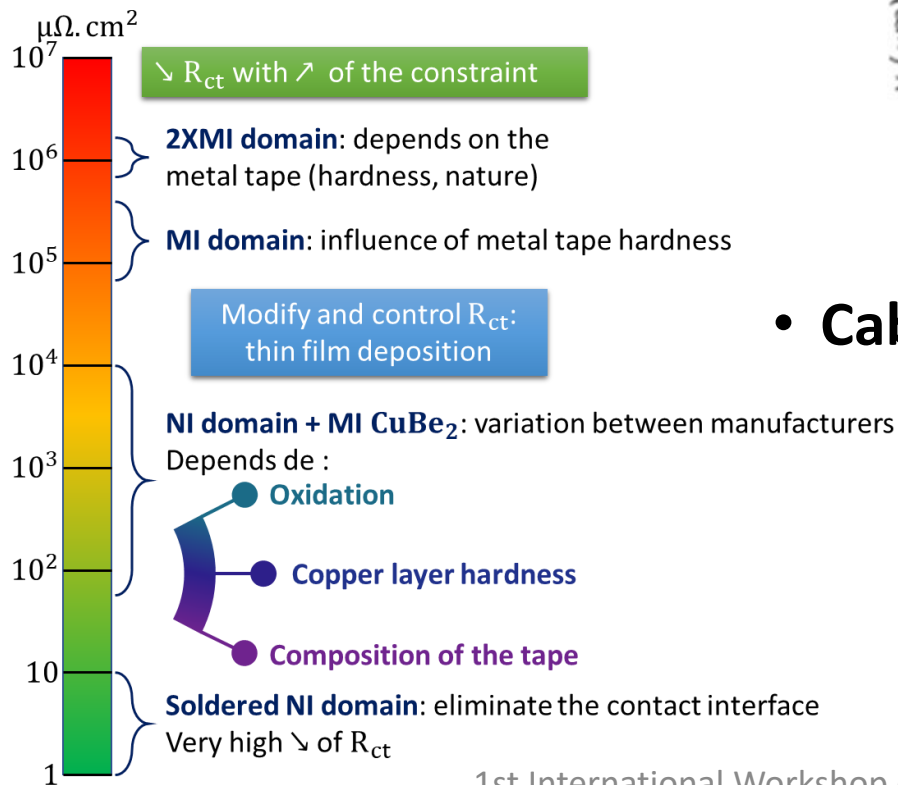 μΩ.cm²
10⁷
↘ R_ct with ↗ of the constraint
2XMI domain: depends on the
10⁶
metal tape (hardness, nature)
MI domain: influence of metal tape hardness
10⁵
Modify and control R_ct:
thin film deposition
• Cab
10⁴
NI domain + MI CuBe₂: variation between manufacturers
10³
Depends de :
Oxidation
10²
Copper layer hardness
Composition of the tape
10
Soldered NI domain: eliminate the contact interface
Very high ↘ of R_ct
1
1st International Workshop